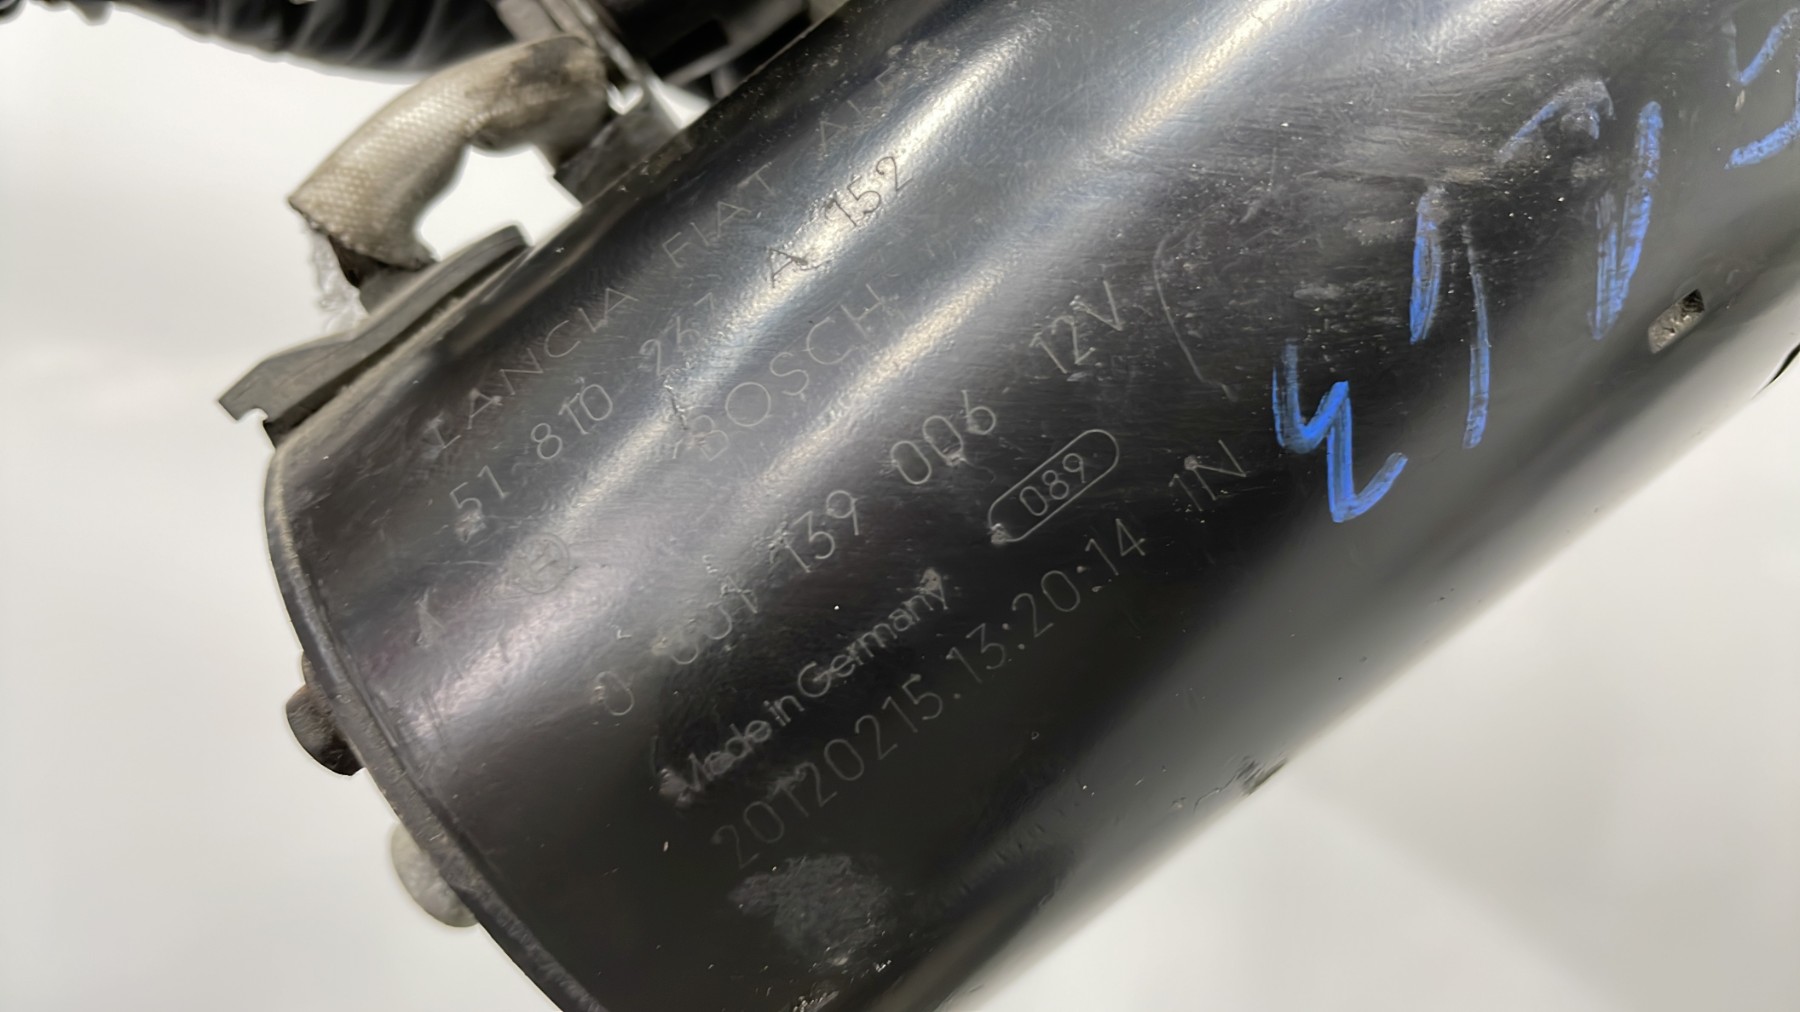 LANCIA FIAT ALF
51 810 237 A 152
BOSCH
0 001 139 006 12V
Made in Germany 089
20120215.13:20:14 1N